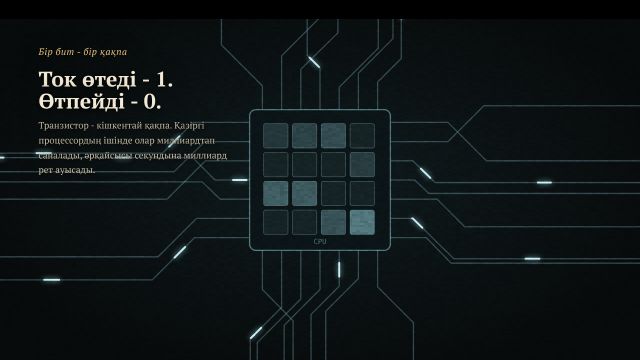 Бір бит - бір қақпа
Ток өтеді - 1.
Өтпейді - 0.
Транзистор - кішкентай қақпа. Қазіргі
процессордың ішінде олар миллиардтап
саналады, әрқайсысы секундына миллиард
рет ауысады.
CPU